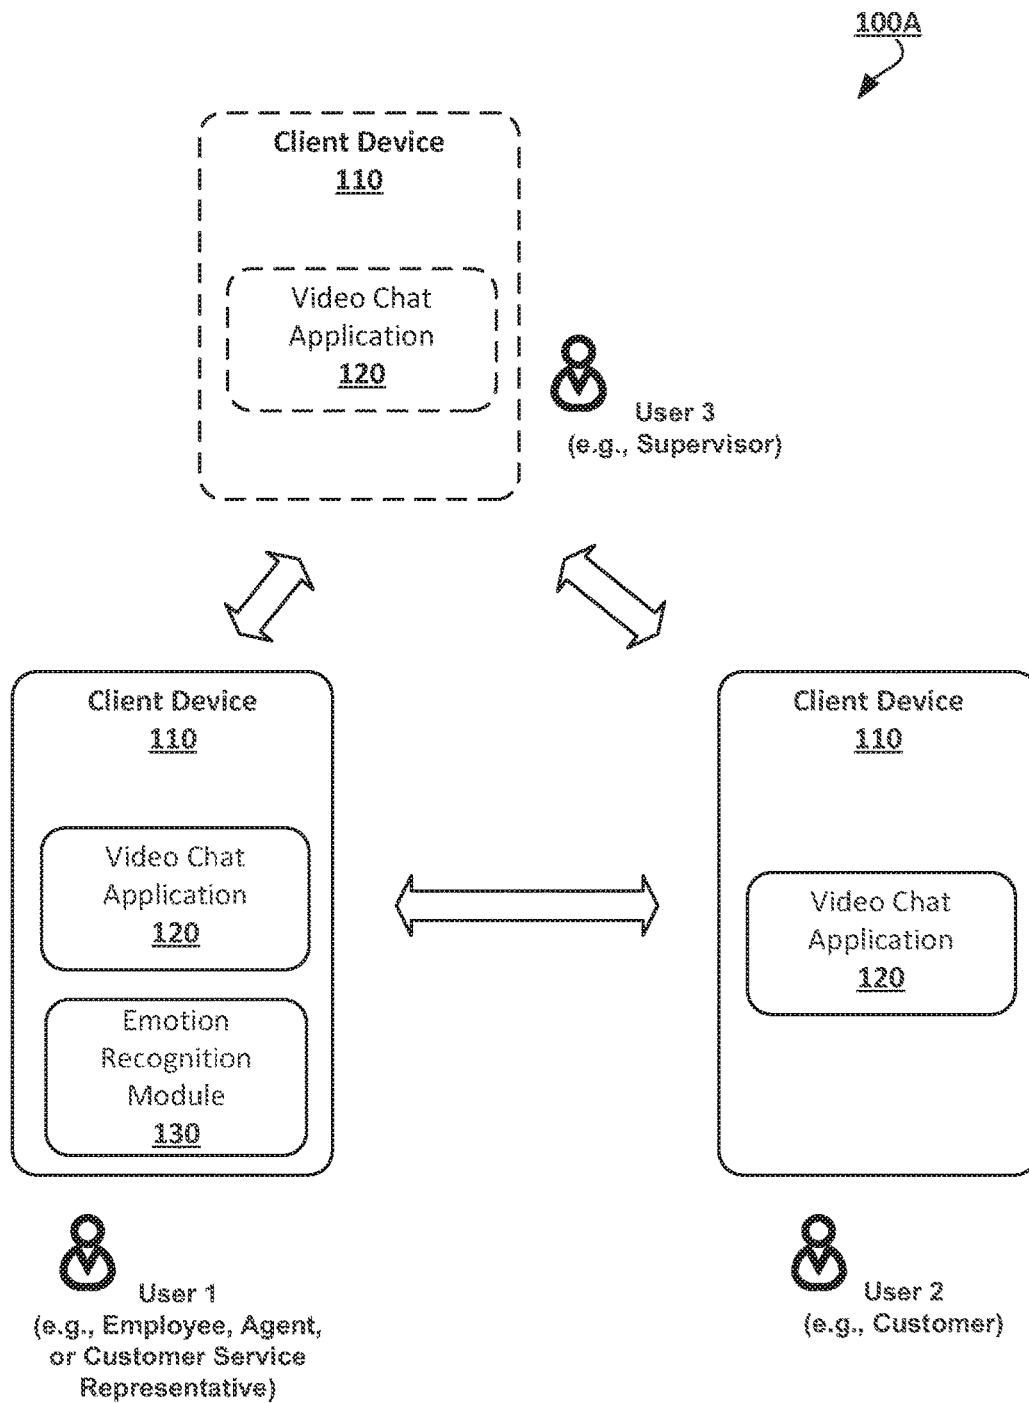 100A
Client Device
110
Video Chat
Application
120
User 3
(e.g., Supervisor)
Client Device
110
Video Chat
Application
120
Emotion
Recognition
Module
130
User 1
(e.g., Employee, Agent,
or Customer Service
Representative)
Client Device
110
Video Chat
Application
120
User 2
(e.g., Customer)